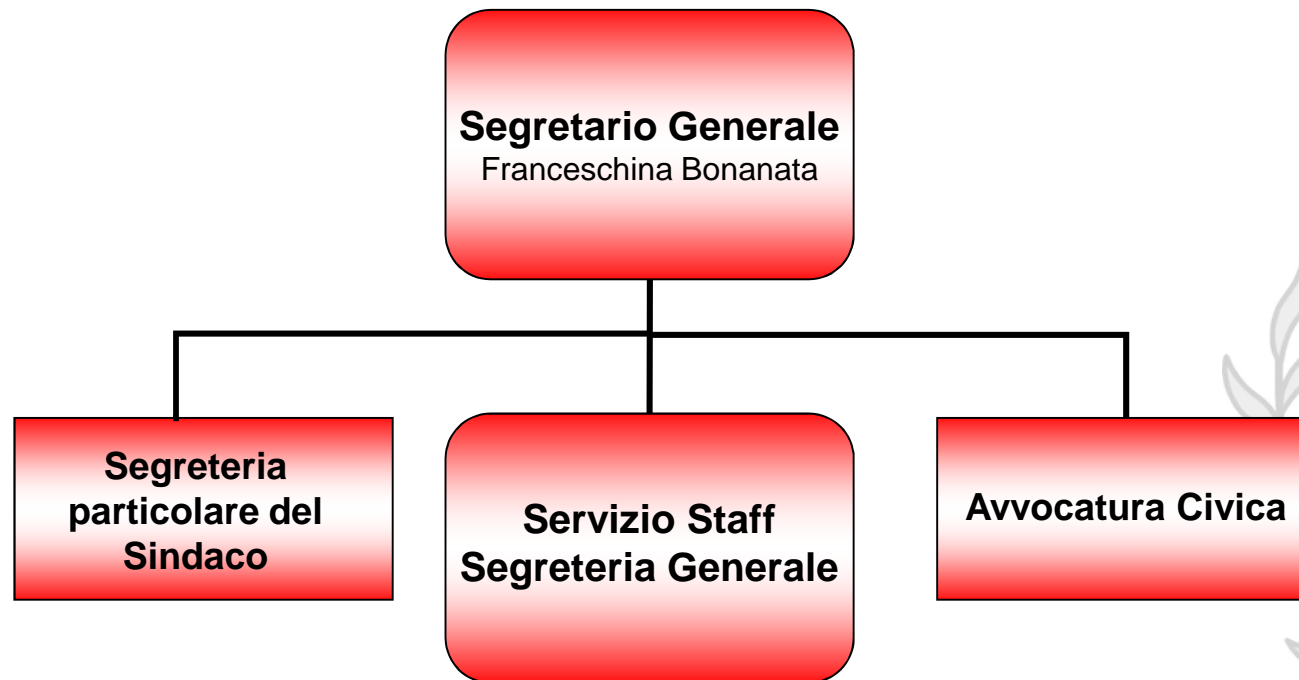 Segretario Generale
Franceschina Bonanata
Segreteria
particolare del
Sindaco
Servizio Staff
Segreteria Generale
Avvocatura Civica